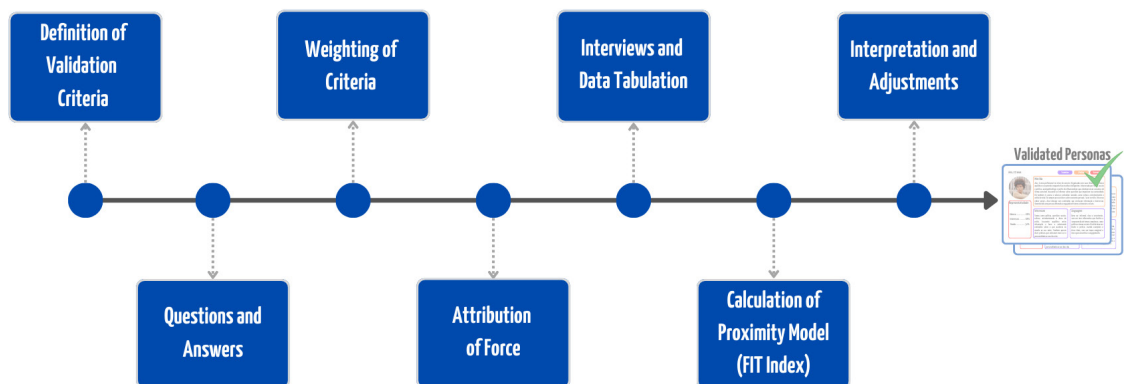 Definition of
Validation
Criteria
Questions and
Answers
Weighting of
Criteria
Attribution
of Force
Interviews and
Data Tabulation
Calculation of
Proximity Model
(FIT Index)
Interpretation and
Adjustments
Validated Personas